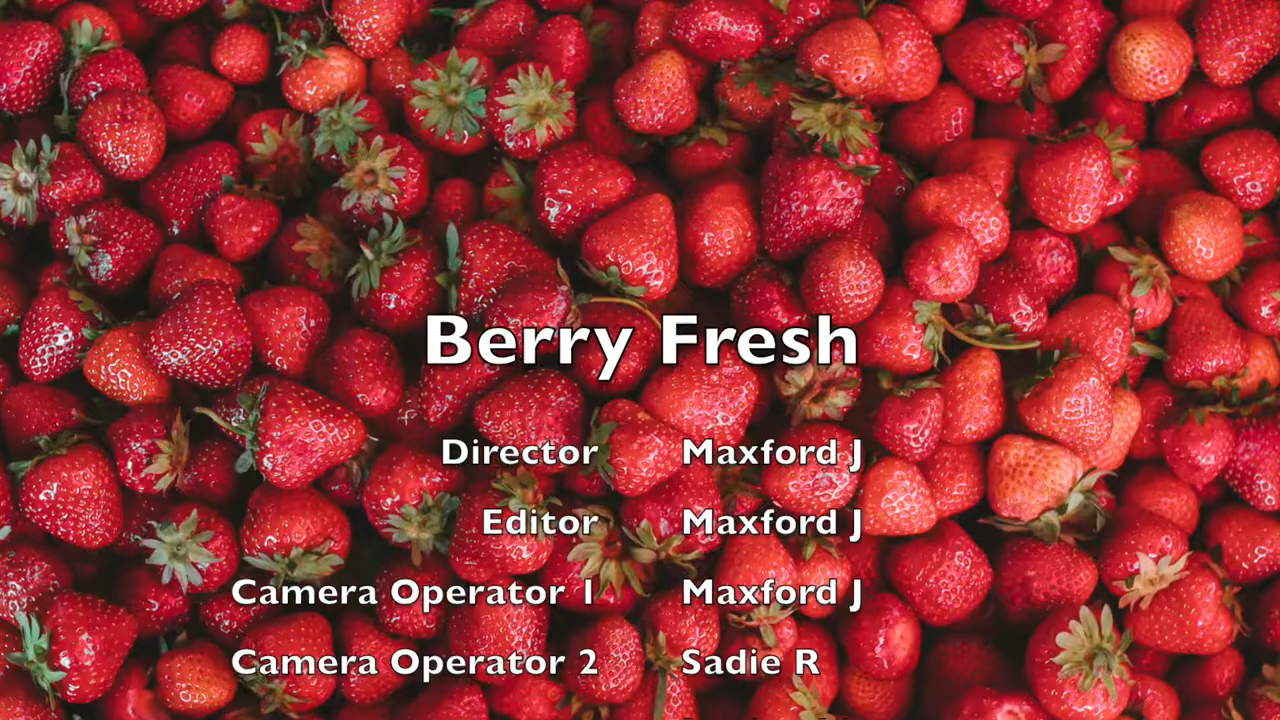 Berry Fresh
Director Maxford J
Editor Maxford J
Camera Operator 1 Maxford J
Camera Operator 2 Sadie R